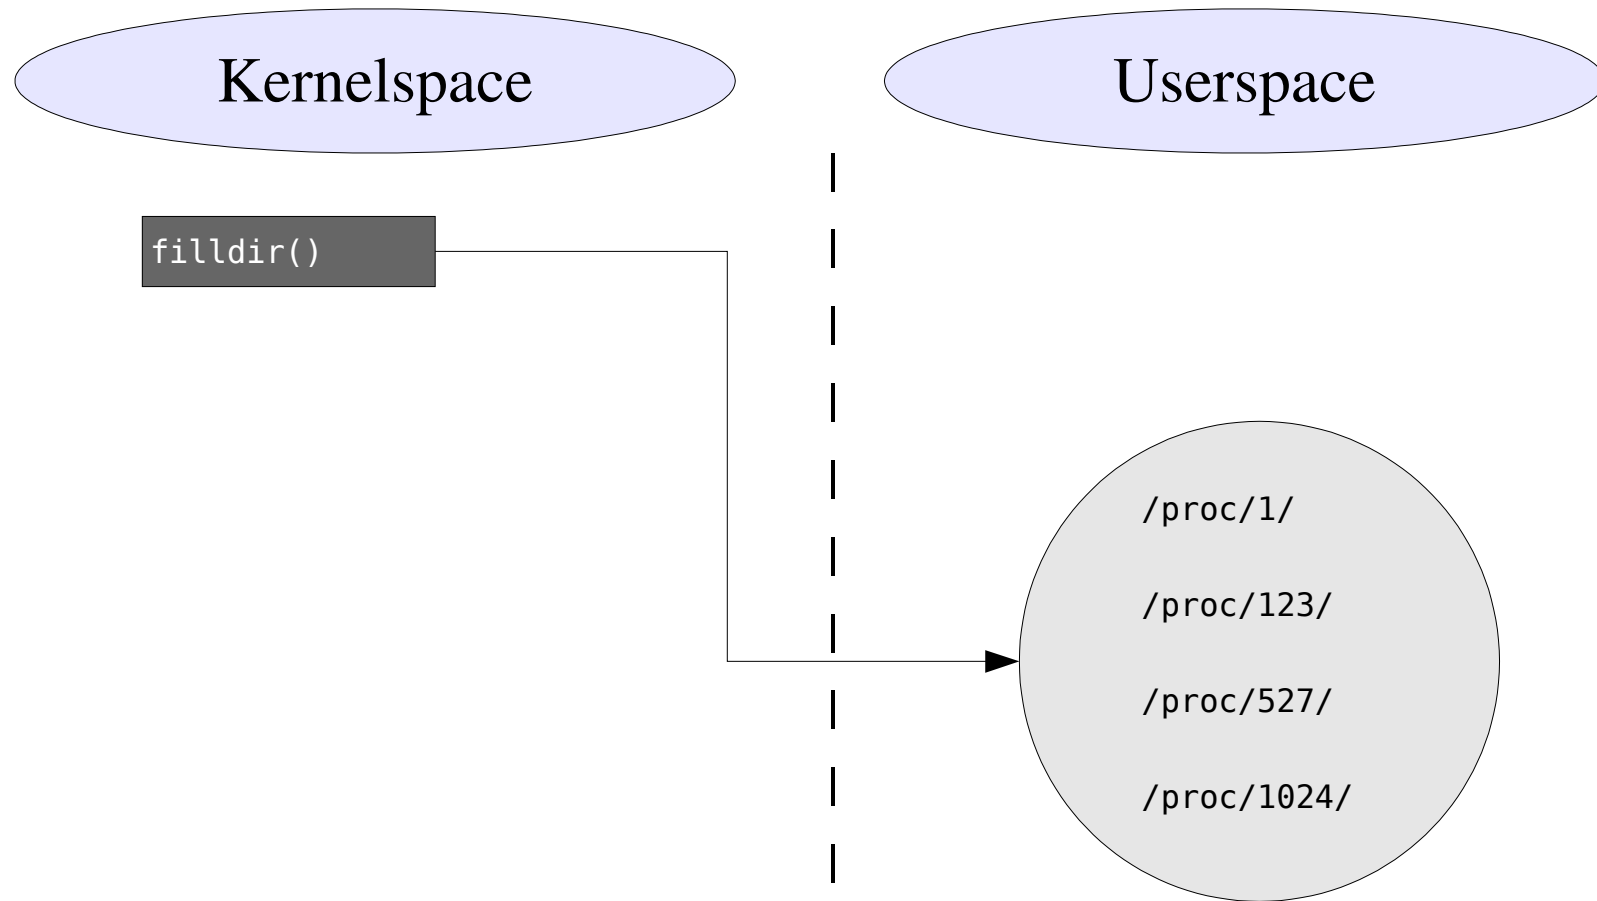 Kernelspace
Userspace
filldir()
/proc/1/
/proc/123/
/proc/527/
/proc/1024/